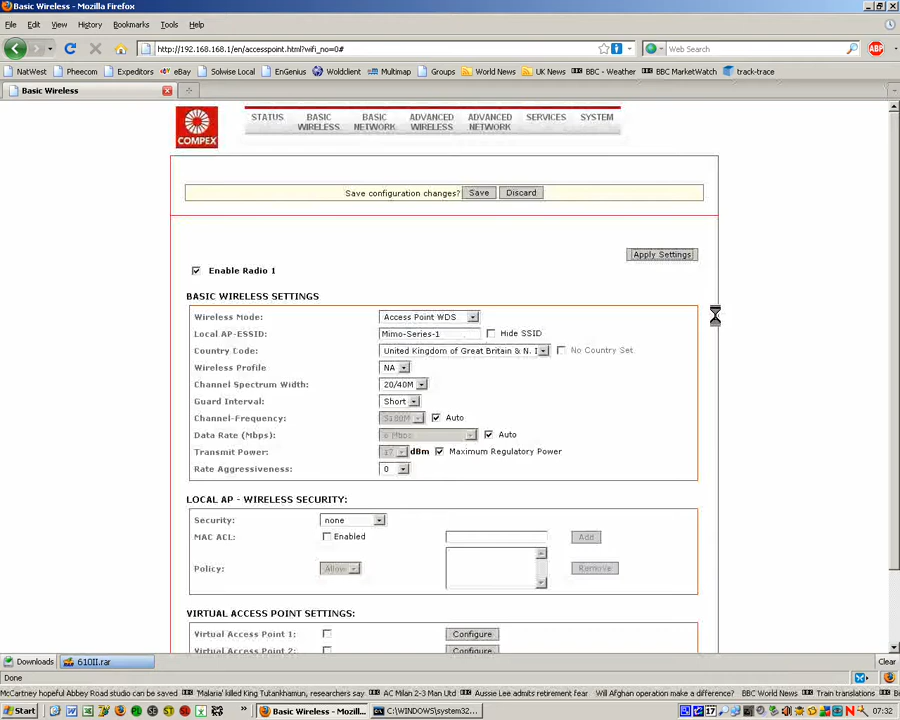 Basic Wireless - Mozilla Firefox
File Edit View History Bookmarks Tools Help
http://192.168.168.1/en/accesspoint.html?wifi_no=0#
Web Search
ABP
NatWest Pheecom Expeditors eBay Solwise Local EnGenius Woldclient Multimap Groups World News UK News BBC - Weather BBC MarketWatch track-trace
Basic Wireless
COMPEX
STATUS BASIC WIRELESS BASIC NETWORK ADVANCED WIRELESS ADVANCED NETWORK SERVICES SYSTEM
Save configuration changes? Save Discard
Apply Settings
Enable Radio 1
BASIC WIRELESS SETTINGS
Wireless Mode: Access Point WDS
Local AP-ESSID: Mimo-Series-1 Hide SSID
Country Code: United Kingdom of Great Britain & N. I No Country Set
Wireless Profile NA
Channel Spectrum Width: 20/40M
Guard Interval: Short
Channel-Frequency: 5180M Auto
Data Rate (Mbps): 6 Mbps Auto
Transmit Power: 17 dBm Maximum Regulatory Power
Rate Aggressiveness: 0
LOCAL AP - WIRELESS SECURITY:
Security: none
MAC ACL: Enabled Add
Policy: Allow Remove
VIRTUAL ACCESS POINT SETTINGS:
Virtual Access Point 1: Configure
Virtual Access Point 2: Configure
Downloads 610II.rar Clear
Done
McCartney hopeful Abbey Road studio can be saved 'Malaria' killed King Tutankhamun, researchers say AC Milan 2-3 Man Utd Aussie Lee admits retirement fear Will Afghan operation make a difference? BBC World News Train translations
Start Basic Wireless - Mozil... C:\WINDOWS\system32... 17 07:32